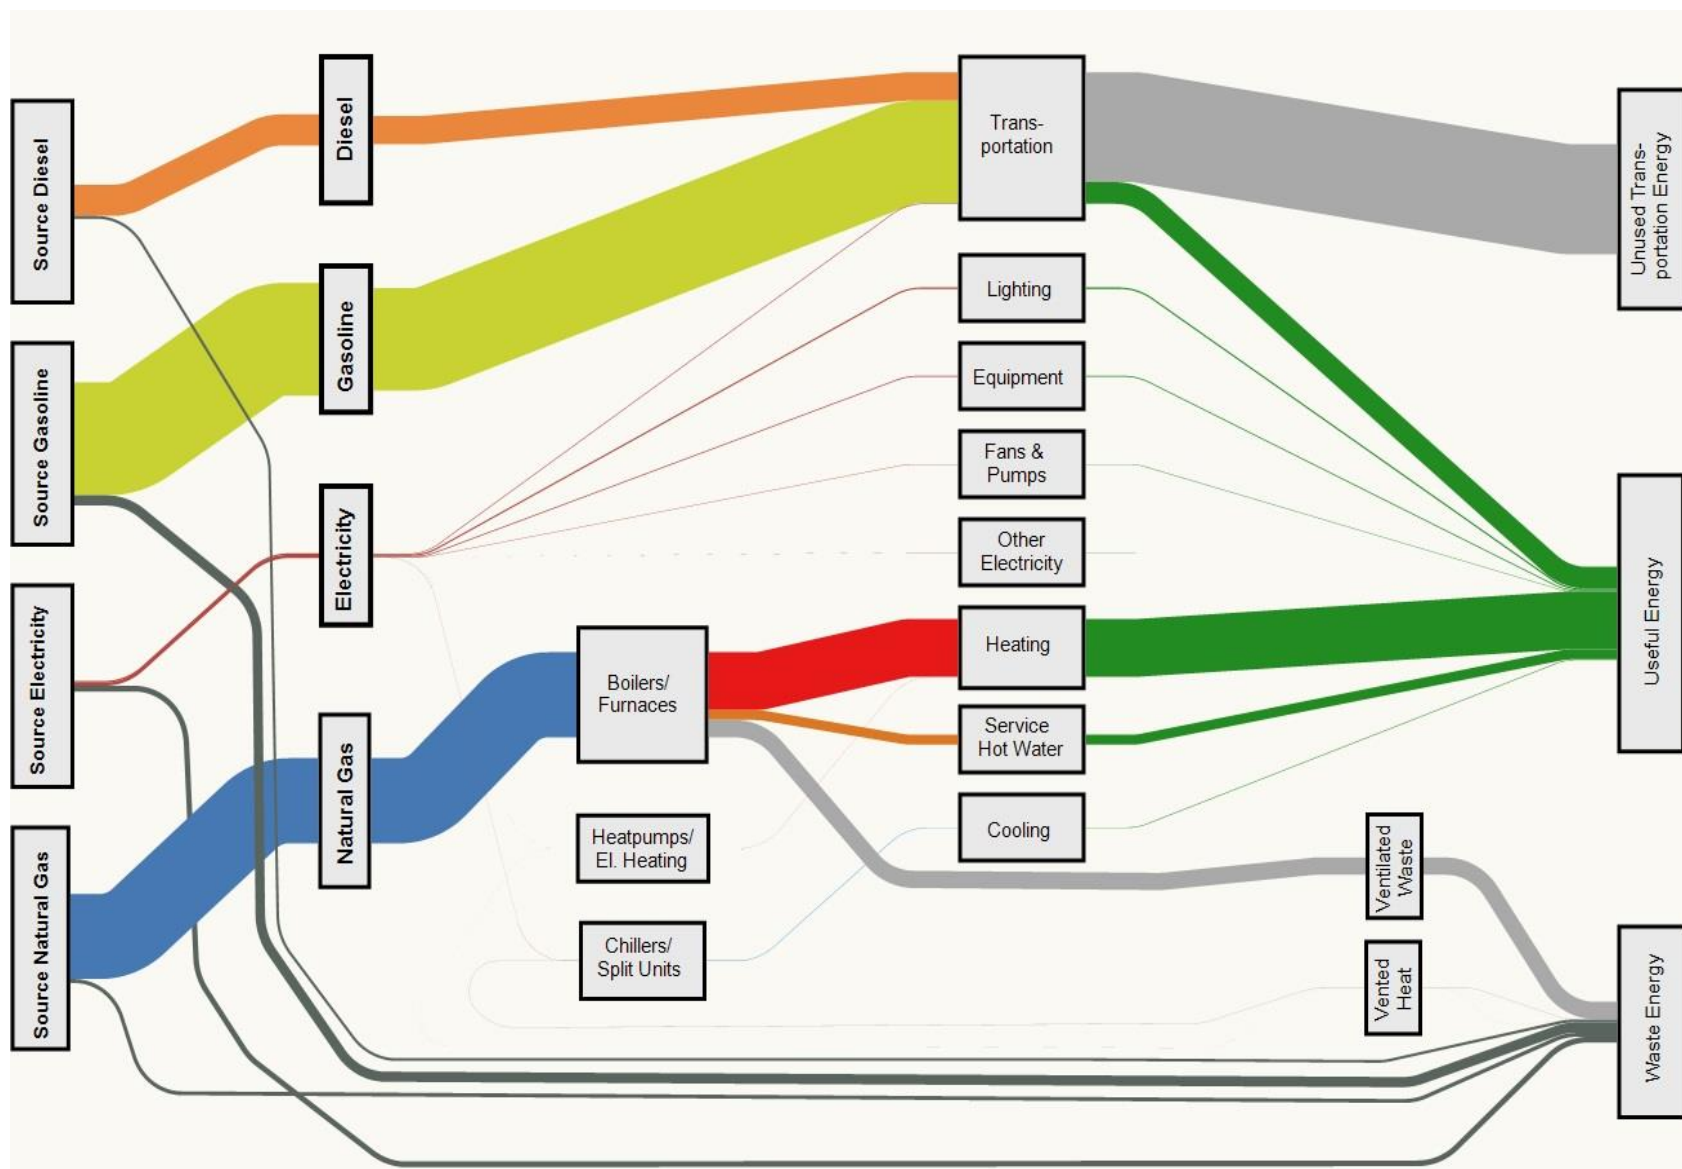 Source Diesel
Source Gasoline
Source Electricity
Source Natural Gas
Diesel
Gasoline
Electricity
Natural Gas
Boilers/
Furnaces
Heatpumps/
El. Heating
Chillers/
Split Units
Trans-
portation
Lighting
Equipment
Fans &
Pumps
Other
Electricity
Heating
Service
Hot Water
Cooling
Ventilated
Waste
Vented
Heat
Unused Trans-
portation Energy
Useful Energy
Waste Energy